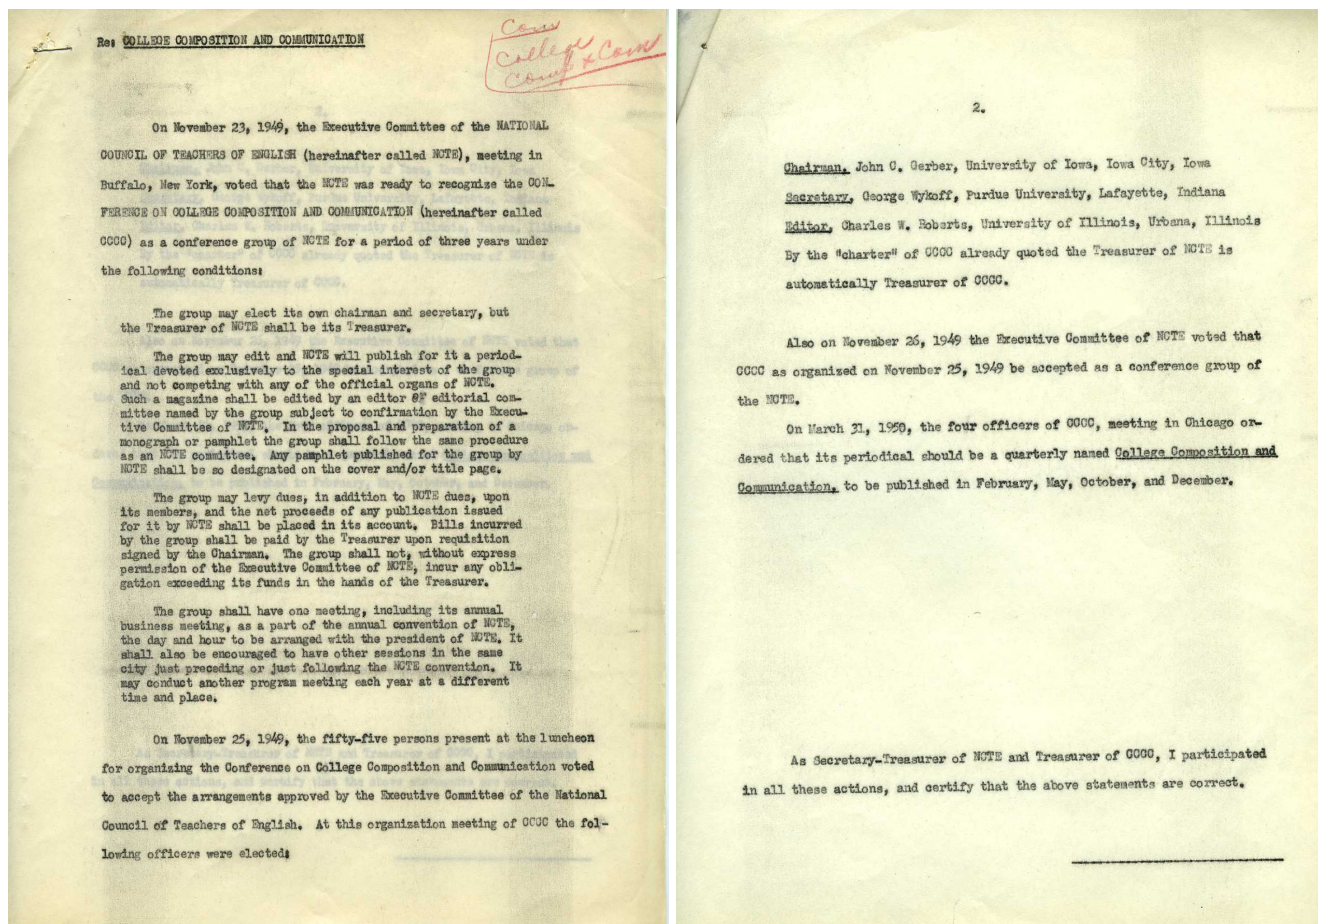 Re: COLLEGE COMPOSITION AND COMMUNICATION
Com
College
Comp + Com
On November 23, 1949, the Executive Committee of the NATIONAL
COUNCIL OF TEACHERS OF ENGLISH (hereinafter called NCTE), meeting in
Buffalo, New York, voted that the NCTE was ready to recognize the CON-
FERENCE ON COLLEGE COMPOSITION AND COMMUNICATION (hereinafter called
CCCC) as a conference group of NCTE for a period of three years under
the following conditions:
The group may elect its own chairman and secretary, but
the Treasurer of NCTE shall be its Treasurer.
The group may edit and NCTE will publish for it a period-
ical devoted exclusively to the special interest of the group
and not competing with any of the official organs of NCTE.
Such a magazine shall be edited by an editor or editorial com-
mittee named by the group subject to confirmation by the Execu-
tive Committee of NCTE. In the proposal and preparation of a
monograph or pamphlet the group shall follow the same procedure
as an NCTE committee. Any pamphlet published for the group by
NCTE shall be so designated on the cover and/or title page.
The group may levy dues, in addition to NCTE dues, upon
its members, and the net proceeds of any publication issued
for it by NCTE shall be placed in its account. Bills incurred
by the group shall be paid by the Treasurer upon requisition
signed by the Chairman. The group shall not, without express
permission of the Executive Committee of NCTE, incur any obli-
gation exceeding its funds in the hands of the Treasurer.
The group shall have one meeting, including its annual
business meeting, as a part of the annual convention of NCTE,
the day and hour to be arranged with the president of NCTE. It
shall also be encouraged to have other sessions in the same
city just preceding or just following the NCTE convention. It
may conduct another program meeting each year at a different
time and place.
On November 25, 1949, the fifty-five persons present at the luncheon
for organizing the Conference on College Composition and Communication voted
to accept the arrangements approved by the Executive Committee of the National
Council of Teachers of English. At this organization meeting of CCCC the fol-
lowing officers were elected:
2.
Chairman, John C. Gerber, University of Iowa, Iowa City, Iowa
Secretary, George Wykoff, Purdue University, Lafayette, Indiana
Editor, Charles W. Roberts, University of Illinois, Urbana, Illinois
By the "charter" of CCCC already quoted the Treasurer of NCTE is
automatically Treasurer of CCCC.
Also on November 26, 1949 the Executive Committee of NCTE voted that
CCCC as organized on November 25, 1949 be accepted as a conference group of
the NCTE.
On March 31, 1950, the four officers of CCCC, meeting in Chicago or-
dered that its periodical should be a quarterly named College Composition and
Communication, to be published in February, May, October, and December.
As Secretary-Treasurer of NCTE and Treasurer of CCCC, I participated
in all these actions, and certify that the above statements are correct.